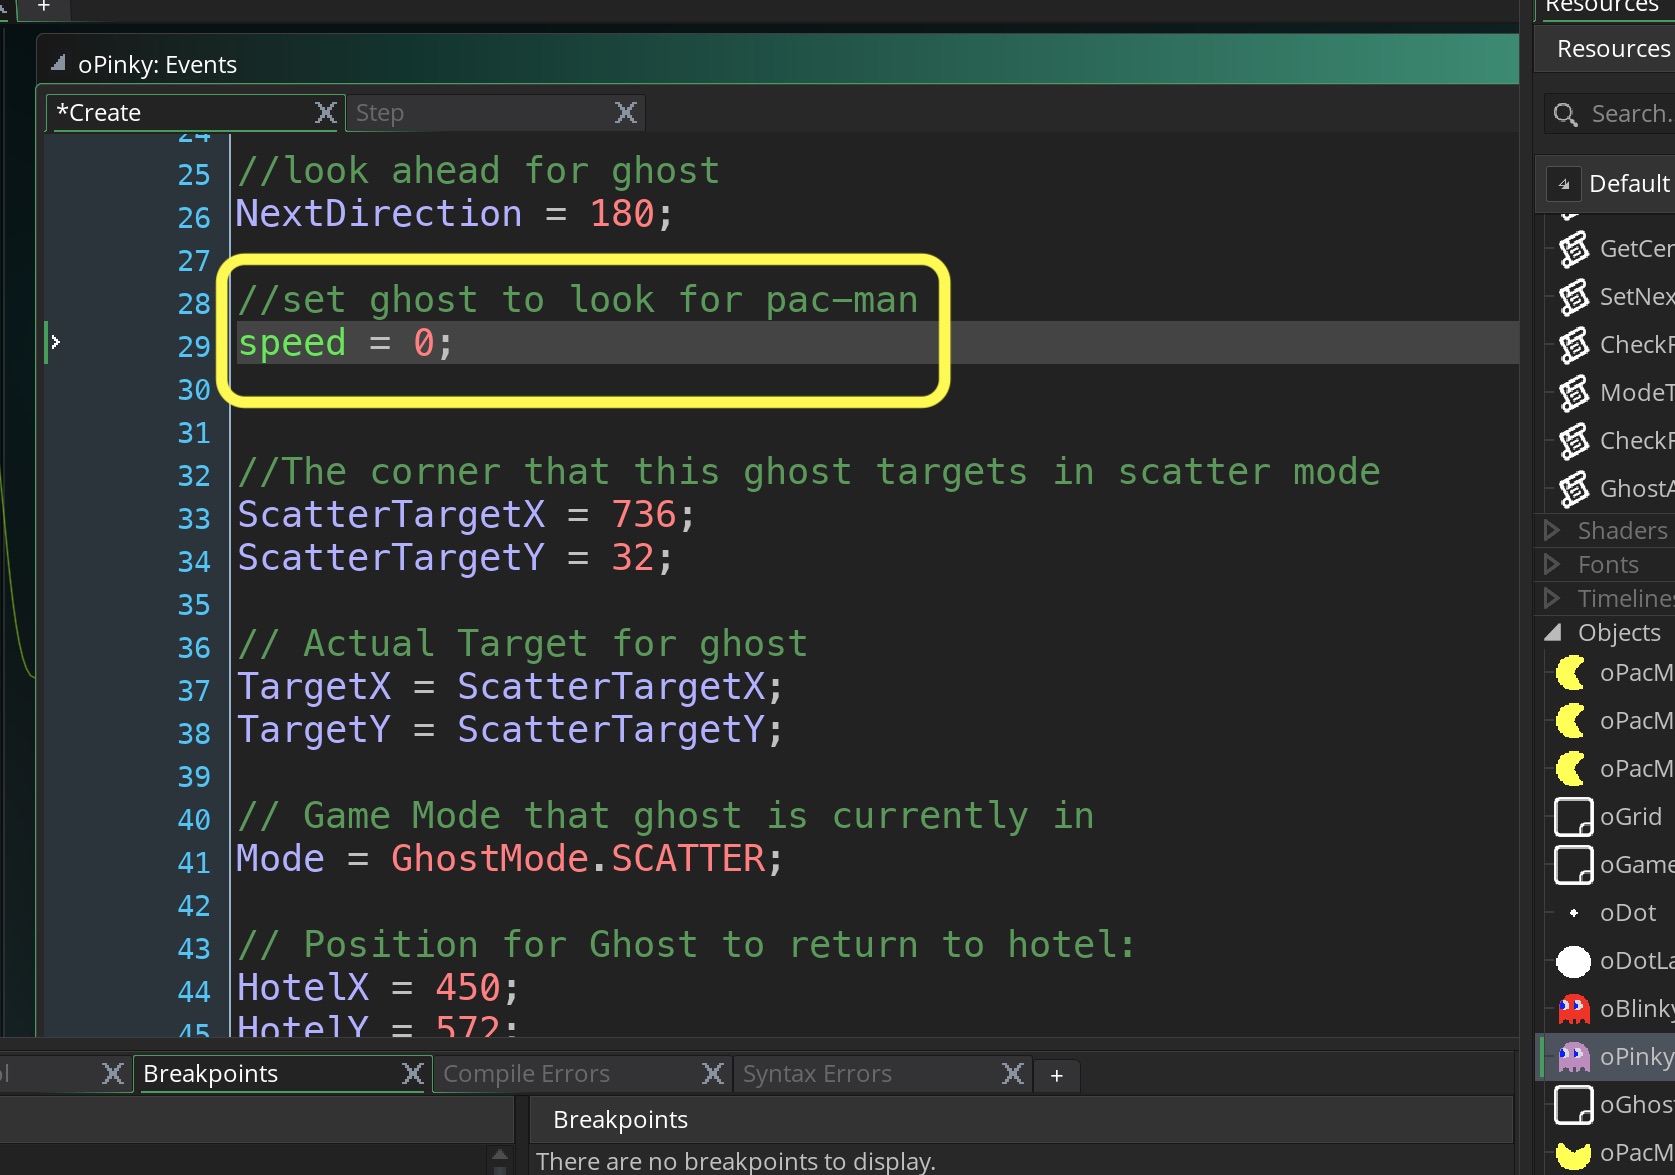 +
oPinky: Events
*Create
Step
25 //look ahead for ghost
26 NextDirection = 180;
27
28 //set ghost to look for pac-man
29 speed = 0;
30
31
32 //The corner that this ghost targets in scatter mode
33 ScatterTargetX = 736;
34 ScatterTargetY = 32;
35
36 // Actual Target for ghost
37 TargetX = ScatterTargetX;
38 TargetY = ScatterTargetY;
39
40 // Game Mode that ghost is currently in
41 Mode = GhostMode.SCATTER;
42
43 // Position for Ghost to return to hotel:
44 HotelX = 450;
45 HotelY = 572;
Breakpoints
Compile Errors
Syntax Errors
+
Breakpoints
There are no breakpoints to display.
Resources
Resources
Search.
Default
GetCer
SetNex
CheckF
ModeT
CheckF
GhostA
Shaders
Fonts
Timelines
Objects
oPacM
oPacM
oPacM
oGrid
oGame
oDot
oDotLa
oBlinky
oPinky
oGhost
oPacM